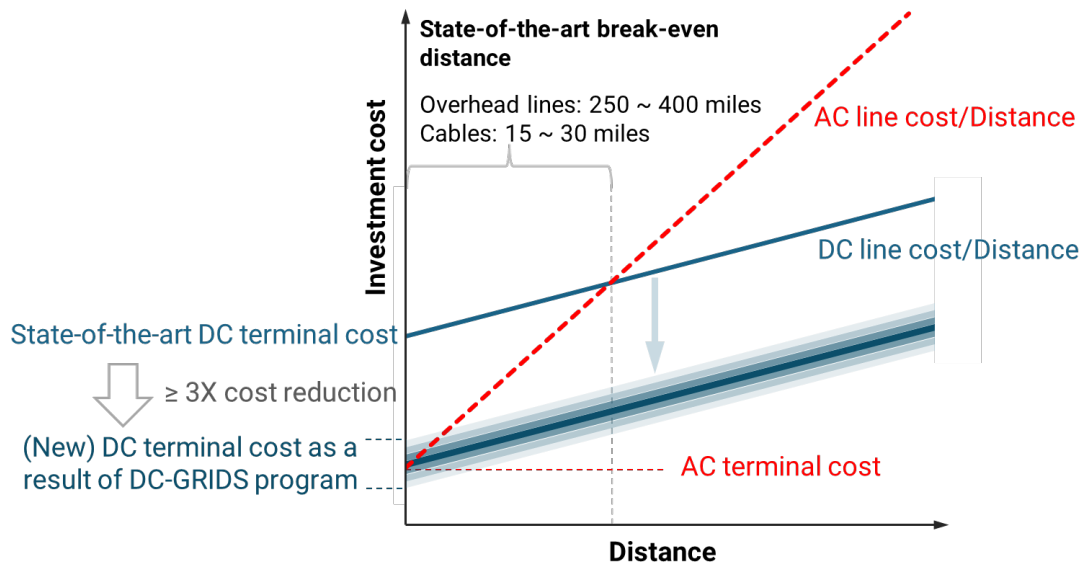 State-of-the-art break-even
distance
Overhead lines: 250 ~ 400 miles
Cables: 15 ~ 30 miles
Investment cost
AC line cost/Distance
DC line cost/Distance
State-of-the-art DC terminal cost
≥ 3X cost reduction
(New) DC terminal cost as a
result of DC-GRIDS program
AC terminal cost
Distance